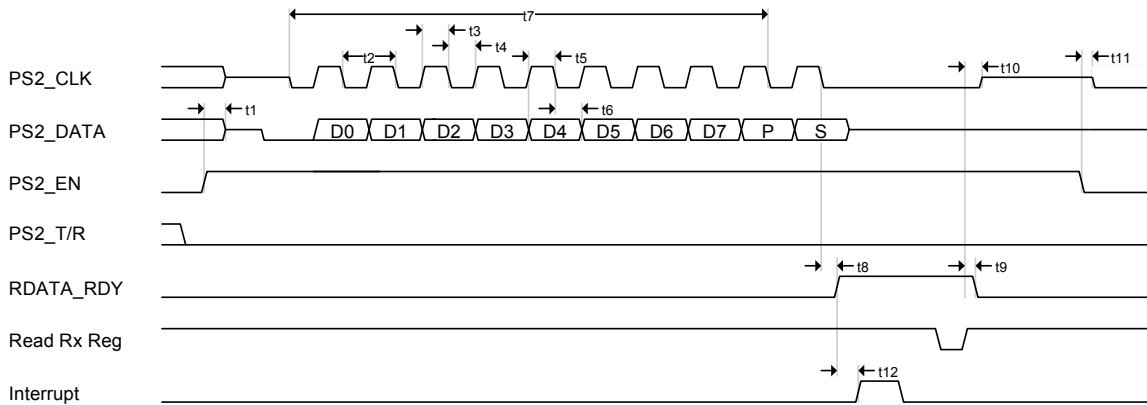 t7
t3
t2 t4 t5 t10 t11
PS2_CLK
t1 t6
PS2_DATA D0 D1 D2 D3 D4 D5 D6 D7 P S
PS2_EN
PS2_T/R
t8 t9
RDATA_RDY
Read Rx Reg
t12
Interrupt